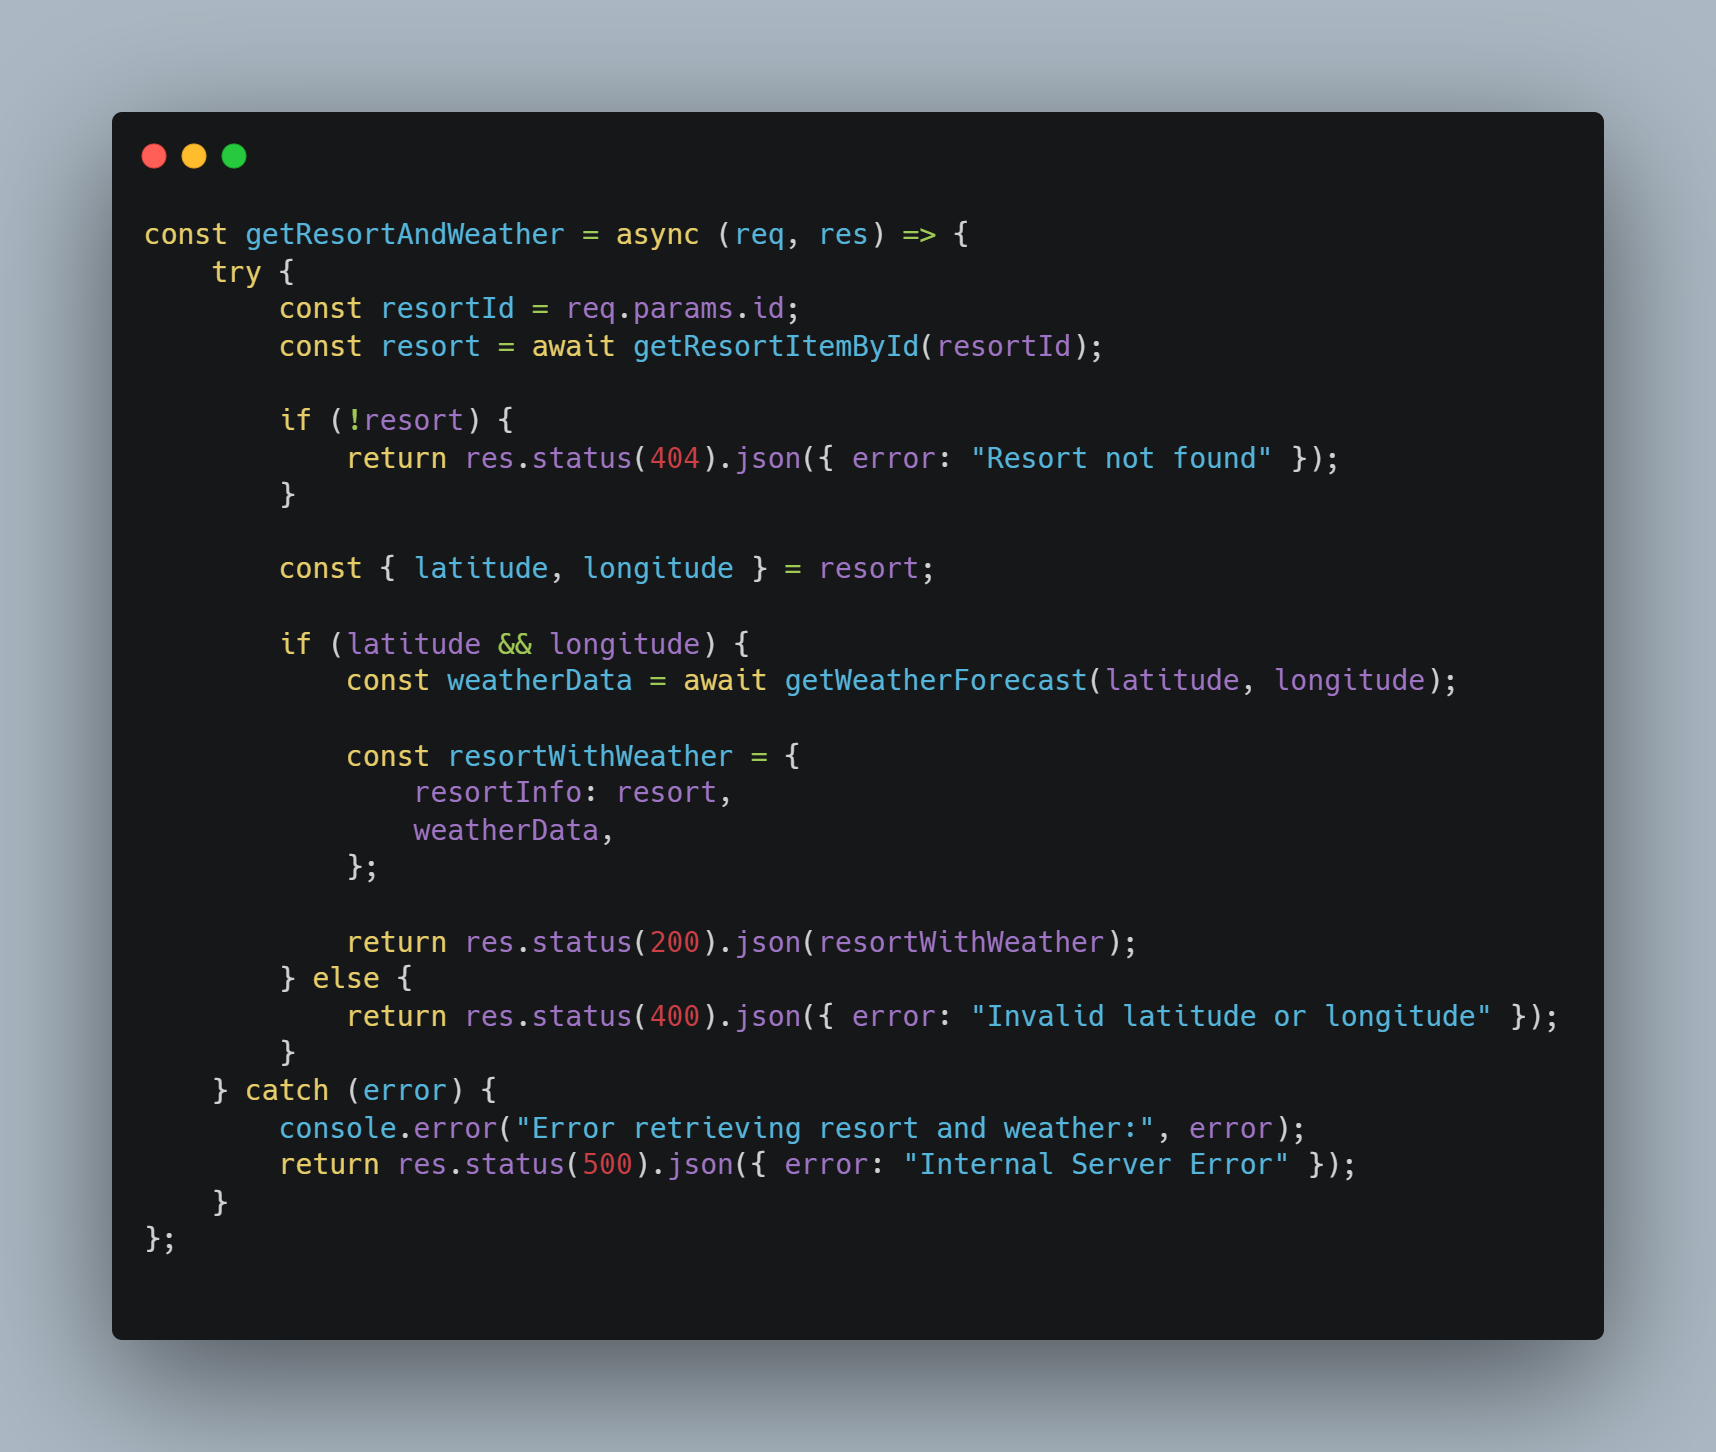 const getResortAndWeather = async (req, res) => {
    try {
        const resortId = req.params.id;
        const resort = await getResortItemById(resortId);

        if (!resort) {
            return res.status(404).json({ error: "Resort not found" });
        }

        const { latitude, longitude } = resort;

        if (latitude && longitude) {
            const weatherData = await getWeatherForecast(latitude, longitude);

            const resortWithWeather = {
                resortInfo: resort,
                weatherData,
            };

            return res.status(200).json(resortWithWeather);
        } else {
            return res.status(400).json({ error: "Invalid latitude or longitude" });
        }
    } catch (error) {
        console.error("Error retrieving resort and weather:", error);
        return res.status(500).json({ error: "Internal Server Error" });
    }
};